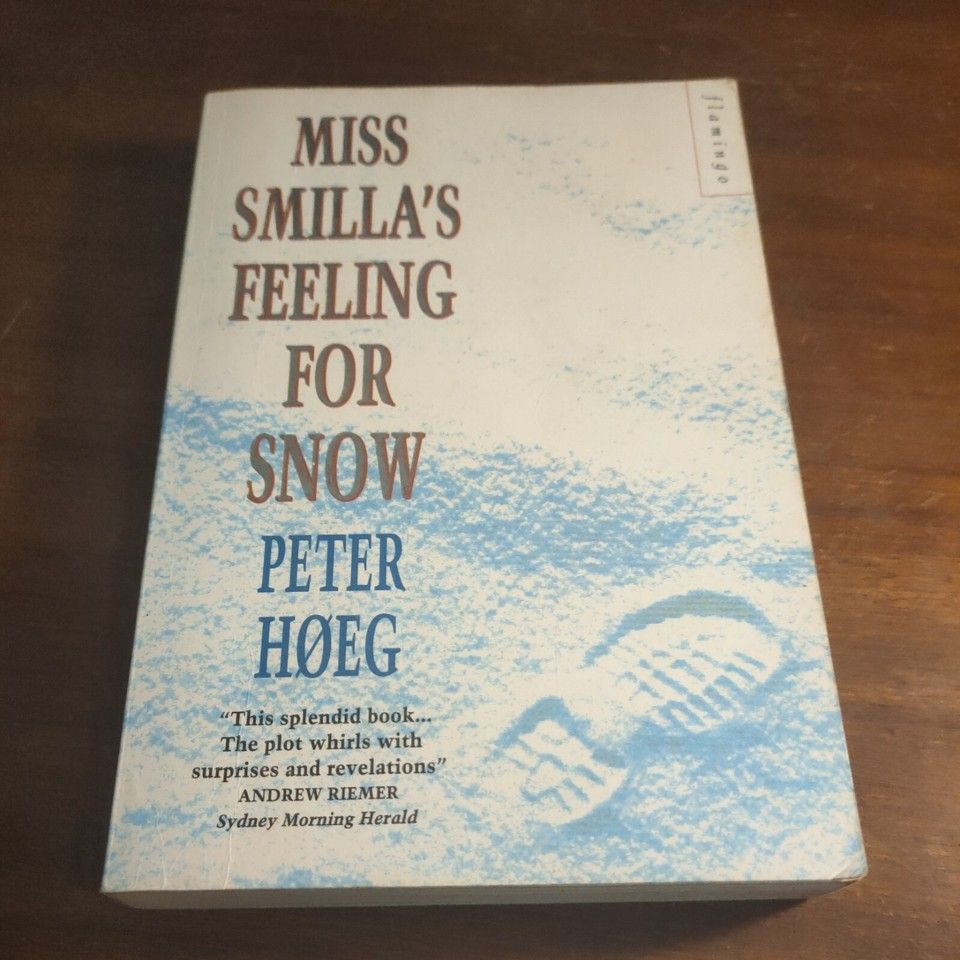 MISS
SMILLA'S
FEELING
FOR
SNOW
PETER
HØEG
"This splendid book...
The plot whirls with
surprises and revelations"
ANDREW RIEMER
Sydney Morning Herald
flamingo